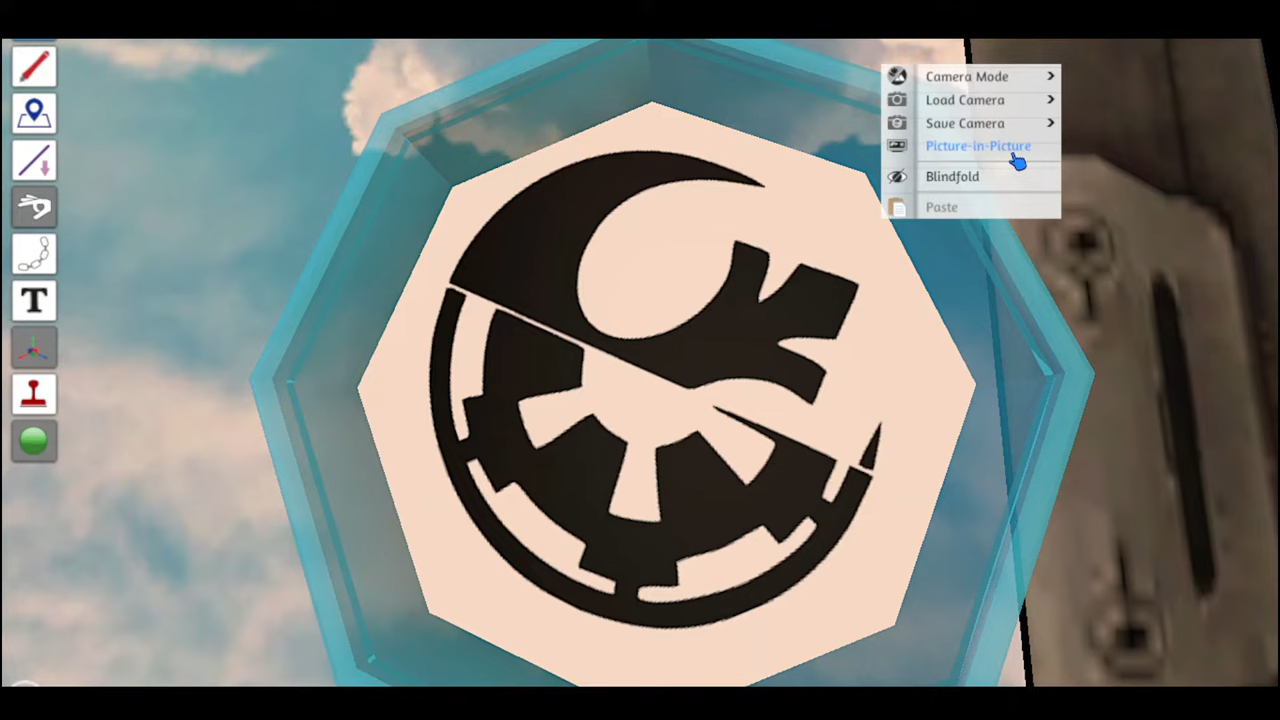 T
Camera Mode
Load Camera
Save Camera
Picture-in-Picture
Blindfold
Paste